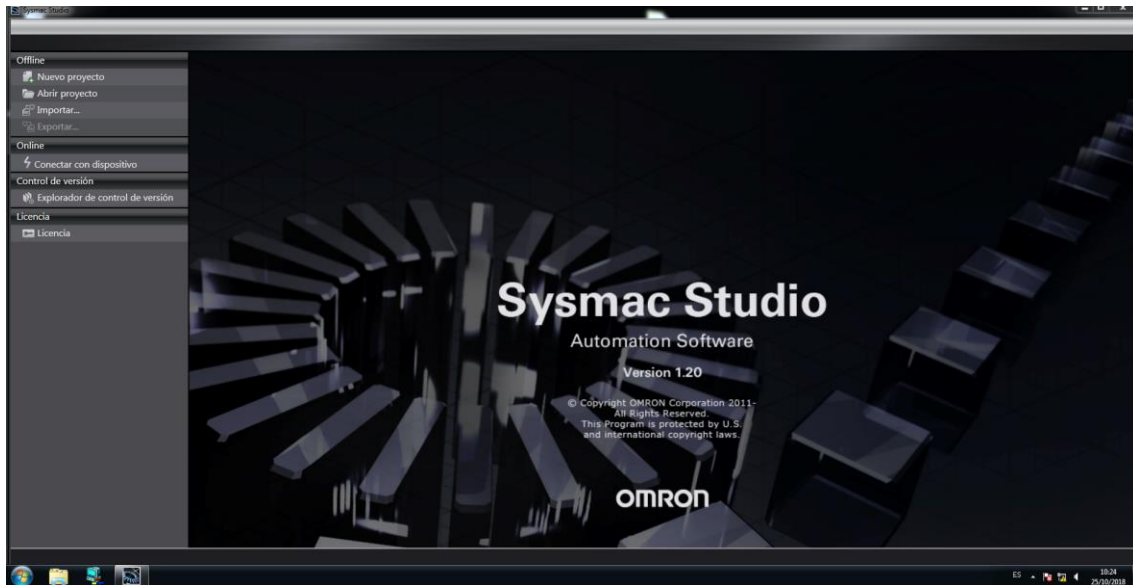 Sysmac Studio
Offline
Nuevo proyecto
Abrir proyecto
Importar...
Exportar...
Online
Conectar con dispositivo
Control de versión
Explorador de control de versión
Licencia
Licencia
Sysmac Studio
Automation Software
Version 1.20
© Copyright OMRON Corporation 2011-
All Rights Reserved.
This Program is protected by U.S.
and international copyright laws.
OMRON
ES
10:24
25/10/2018